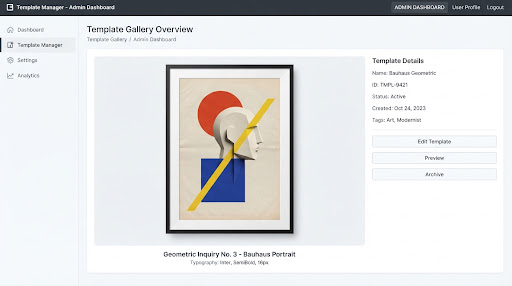 Template Manager - Admin Dashboard
ADMIN DASHBOARD
User Profile
Logout
Dashboard
Template Manager
Settings
Analytics
Template Gallery Overview
Template Gallery / Admin Dashboard
Template Details
Name: Bauhaus Geometric
ID: TMPL-9421
Status: Active
Created: Oct 24, 2023
Tags: Art, Modernist
Edit Template
Preview
Archive
Geometric Inquiry No. 3 - Bauhaus Portrait
Typography: Inter, SemiBold, 16px